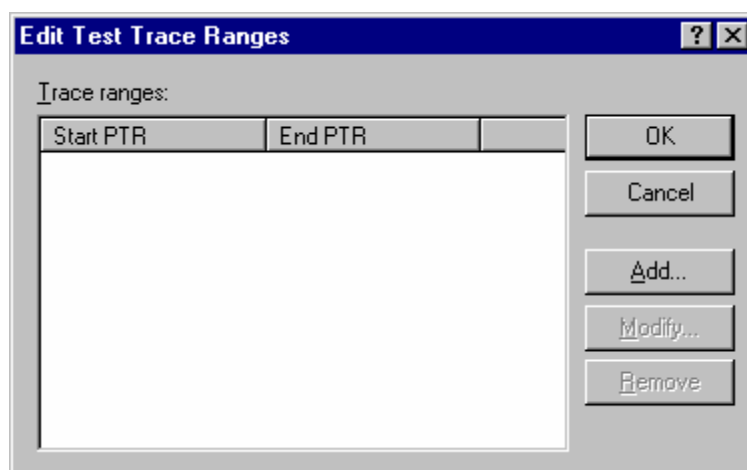 Edit Test Trace Ranges
Trace ranges:
Start PTR End PTR
OK
Cancel
Add...
Modify...
Remove